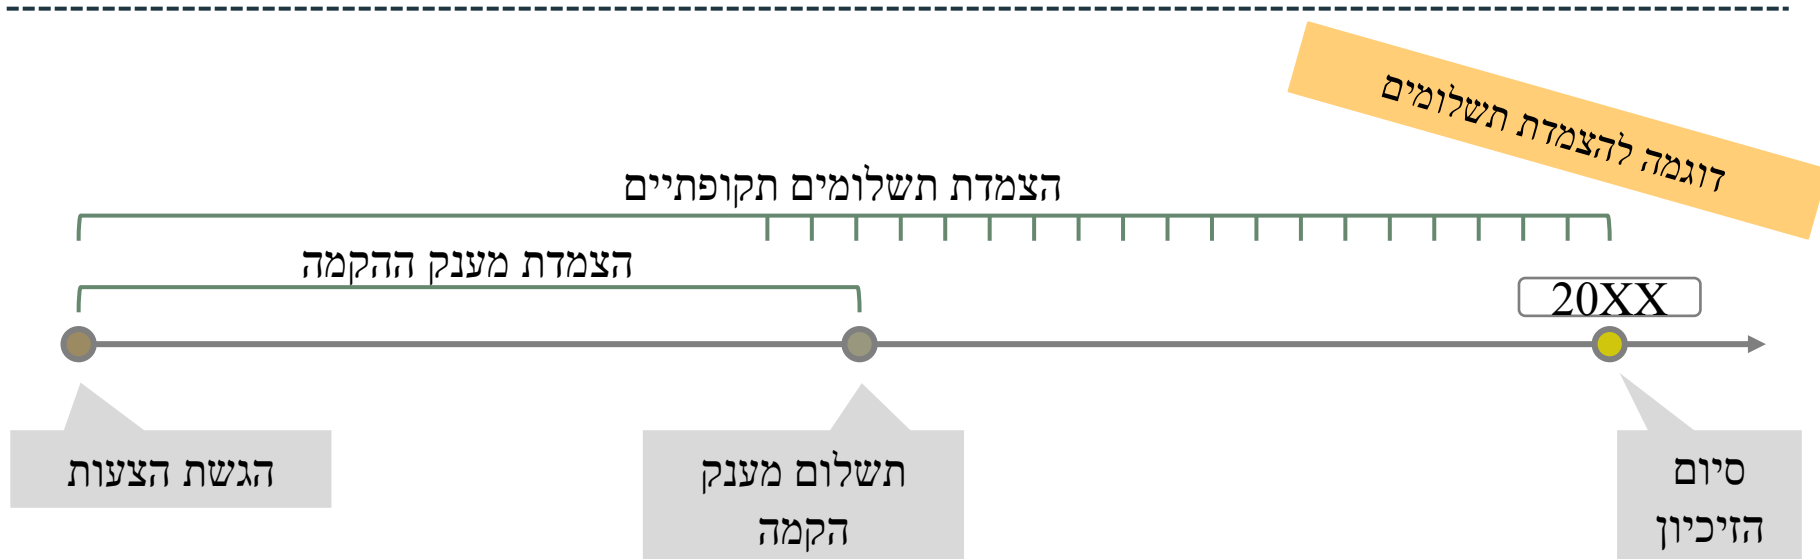 דוגמה להצמדת תשלומים
הצמדת תשלומים תקופתיים
הצמדת מענק ההקמה
20XX
הגשת הצעות
תשלום מענק
הקמה
סיום
הזיכיון